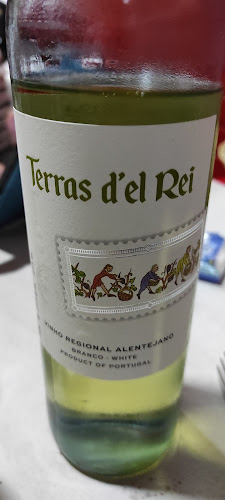 Terras d'el Rei
VINHO REGIONAL ALENTEJANO
BRANCO - WHITE
PRODUCT OF PORTUGAL